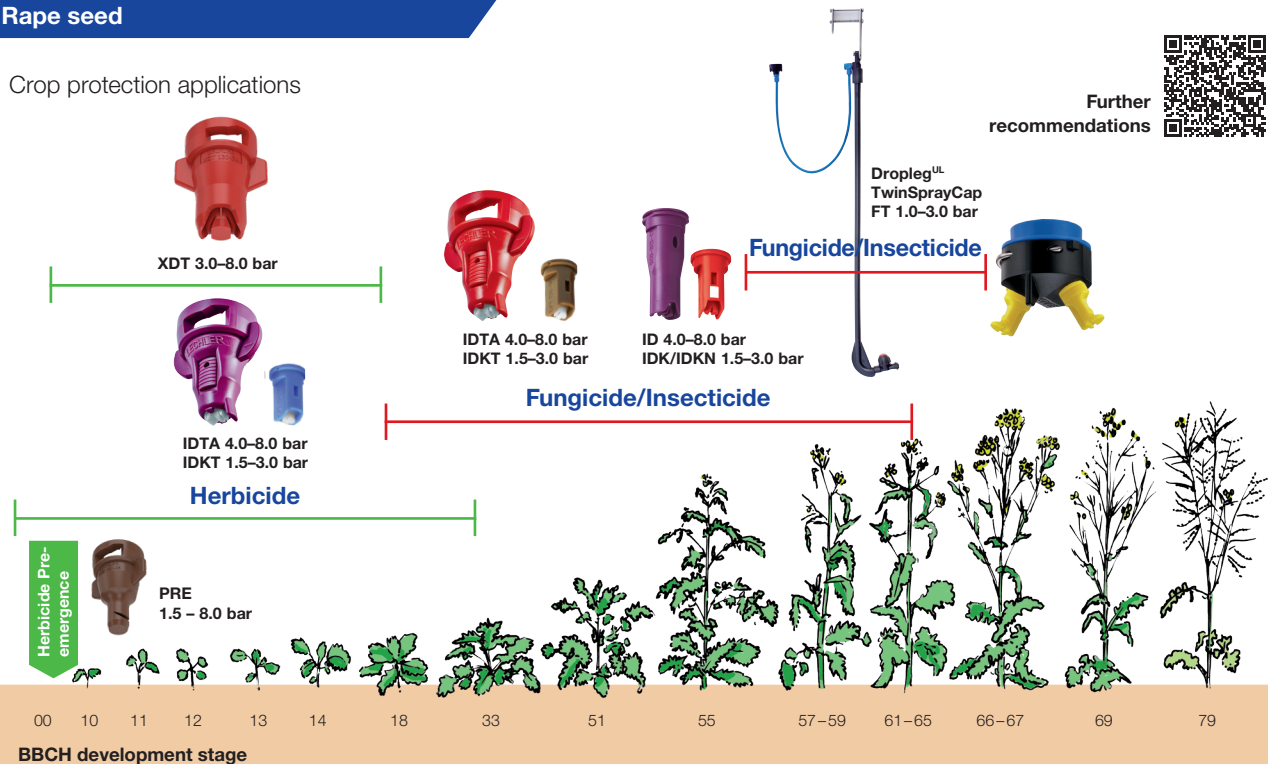 Rape seed
Crop protection applications
Further
recommendations
Dropleg^UL
TwinSprayCap
FT 1.0–3.0 bar
Fungicide/Insecticide
XDT 3.0–8.0 bar
IDTA 4.0–8.0 bar
IDKT 1.5–3.0 bar
ID 4.0–8.0 bar
IDK/IDKN 1.5–3.0 bar
Fungicide/Insecticide
LECHLER
IDTA 4.0–8.0 bar
IDKT 1.5–3.0 bar
Herbicide
Herbicide Pre-
emergence
PRE
1.5 – 8.0 bar
00 10 11 12 13 14 18 33 51 55 57–59 61–65 66–67 69 79
BBCH development stage